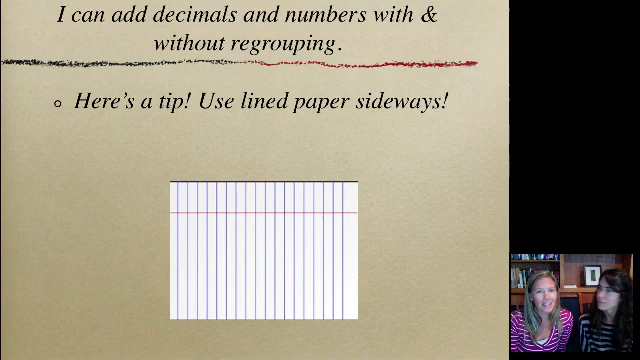 I can add decimals and numbers with &
without regrouping.
Here's a tip! Use lined paper sideways!